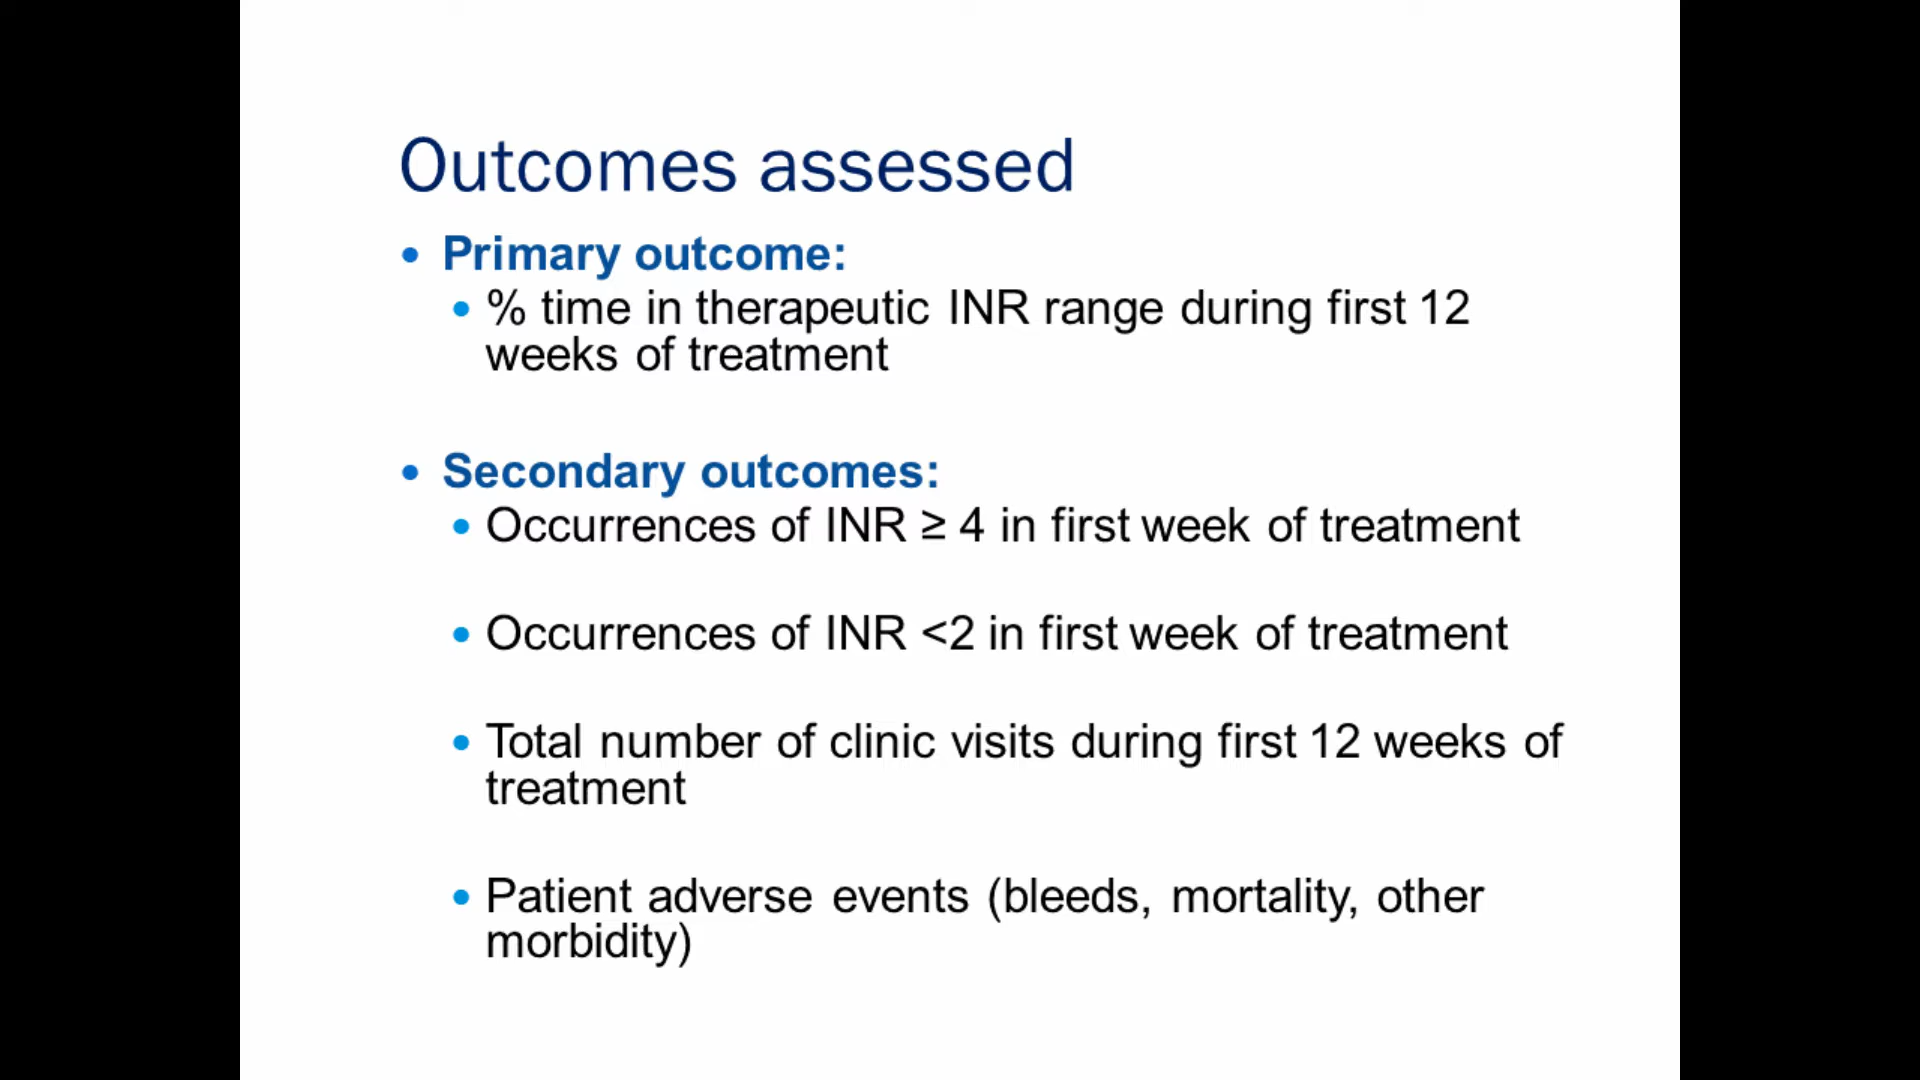 Outcomes assessed
• Primary outcome:
• % time in therapeutic INR range during first 12
weeks of treatment
• Secondary outcomes:
• Occurrences of INR ≥ 4 in first week of treatment
• Occurrences of INR <2 in first week of treatment
• Total number of clinic visits during first 12 weeks of
treatment
• Patient adverse events (bleeds, mortality, other
morbidity)